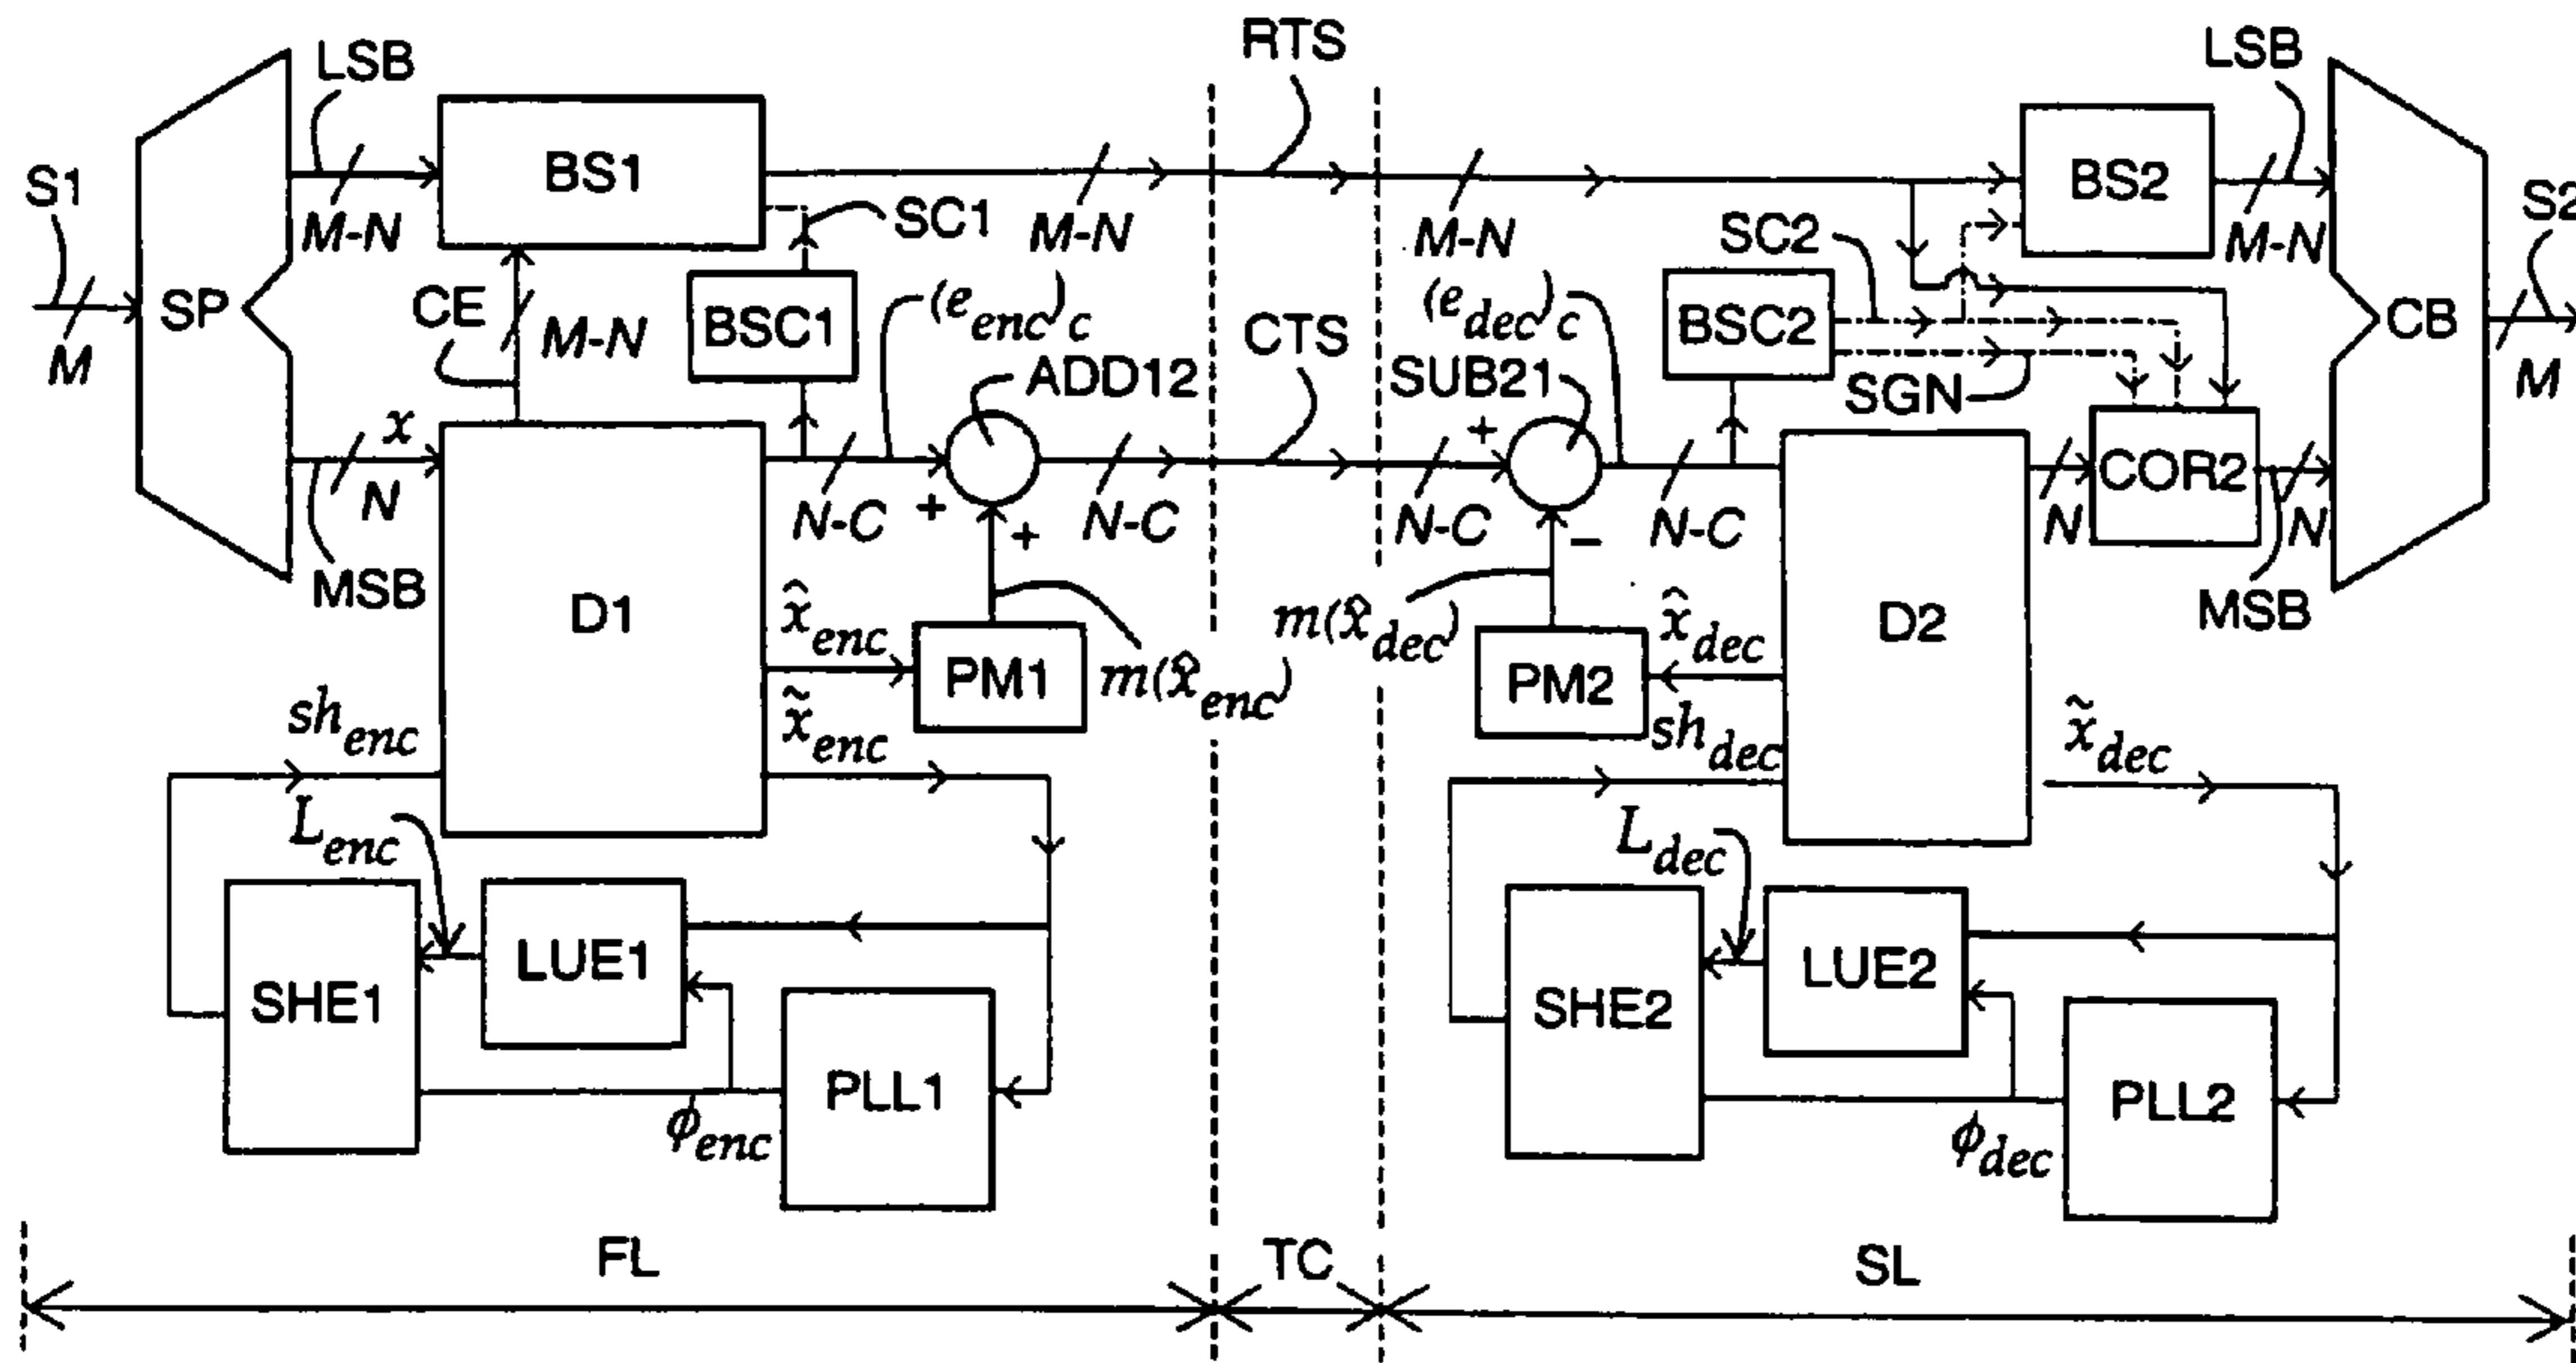 RTS
LSB
LSB
BS1
BS2
S1
S2
M-N
SC1
M-N
M-N
SC2
M-N
SP
CE
M-N
BSC1
(e_enc)_c
CTS
(e_dec)_c
BSC2
CB
M
ADD12
SUB21
SGN
M
x
+
COR2
N
N-C
+
N-C
N-C
N-C
N
N
+
−
MSB
D1
x̂_enc
m(x̂_dec)
x̂_dec
D2
MSB
PM1
m(x̂_enc)
PM2
sh_enc
x̃_enc
sh_dec
x̃_dec
L_enc
L_dec
SHE1
LUE1
SHE2
LUE2
PLL1
PLL2
ϕ_enc
ϕ_dec
FL
TC
SL